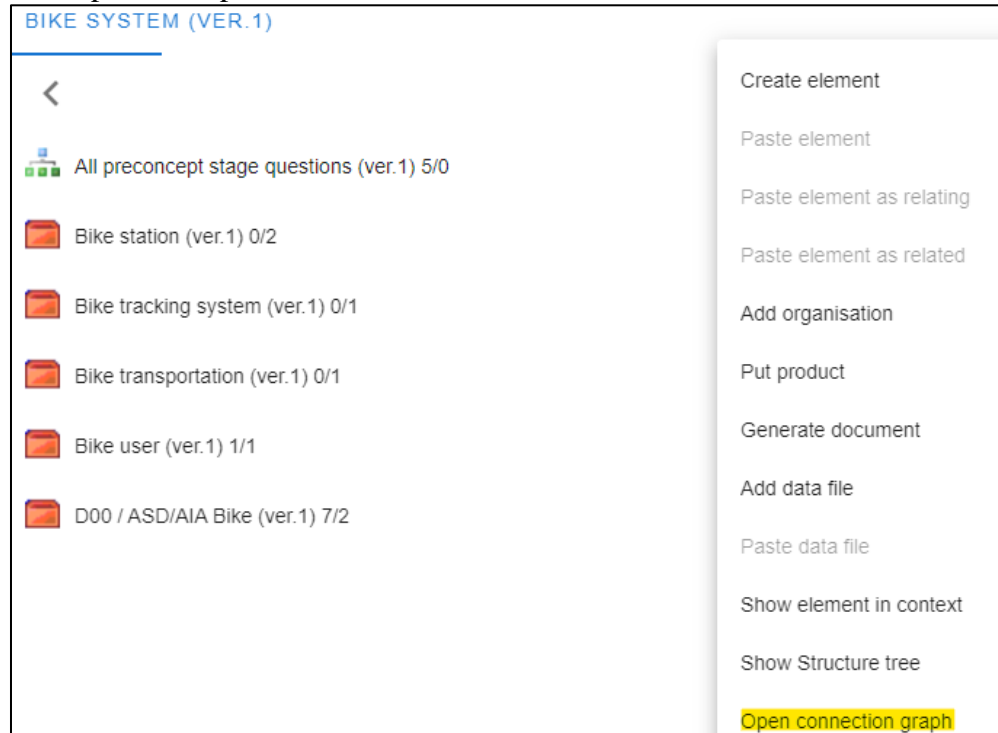 BIKE SYSTEM (VER.1)
All preconcept stage questions (ver.1) 5/0
Bike station (ver.1) 0/2
Bike tracking system (ver.1) 0/1
Bike transportation (ver.1) 0/1
Bike user (ver.1) 1/1
D00 / ASD/AIA Bike (ver.1) 7/2
Create element
Paste element
Paste element as relating
Paste element as related
Add organisation
Put product
Generate document
Add data file
Paste data file
Show element in context
Show Structure tree
Open connection graph